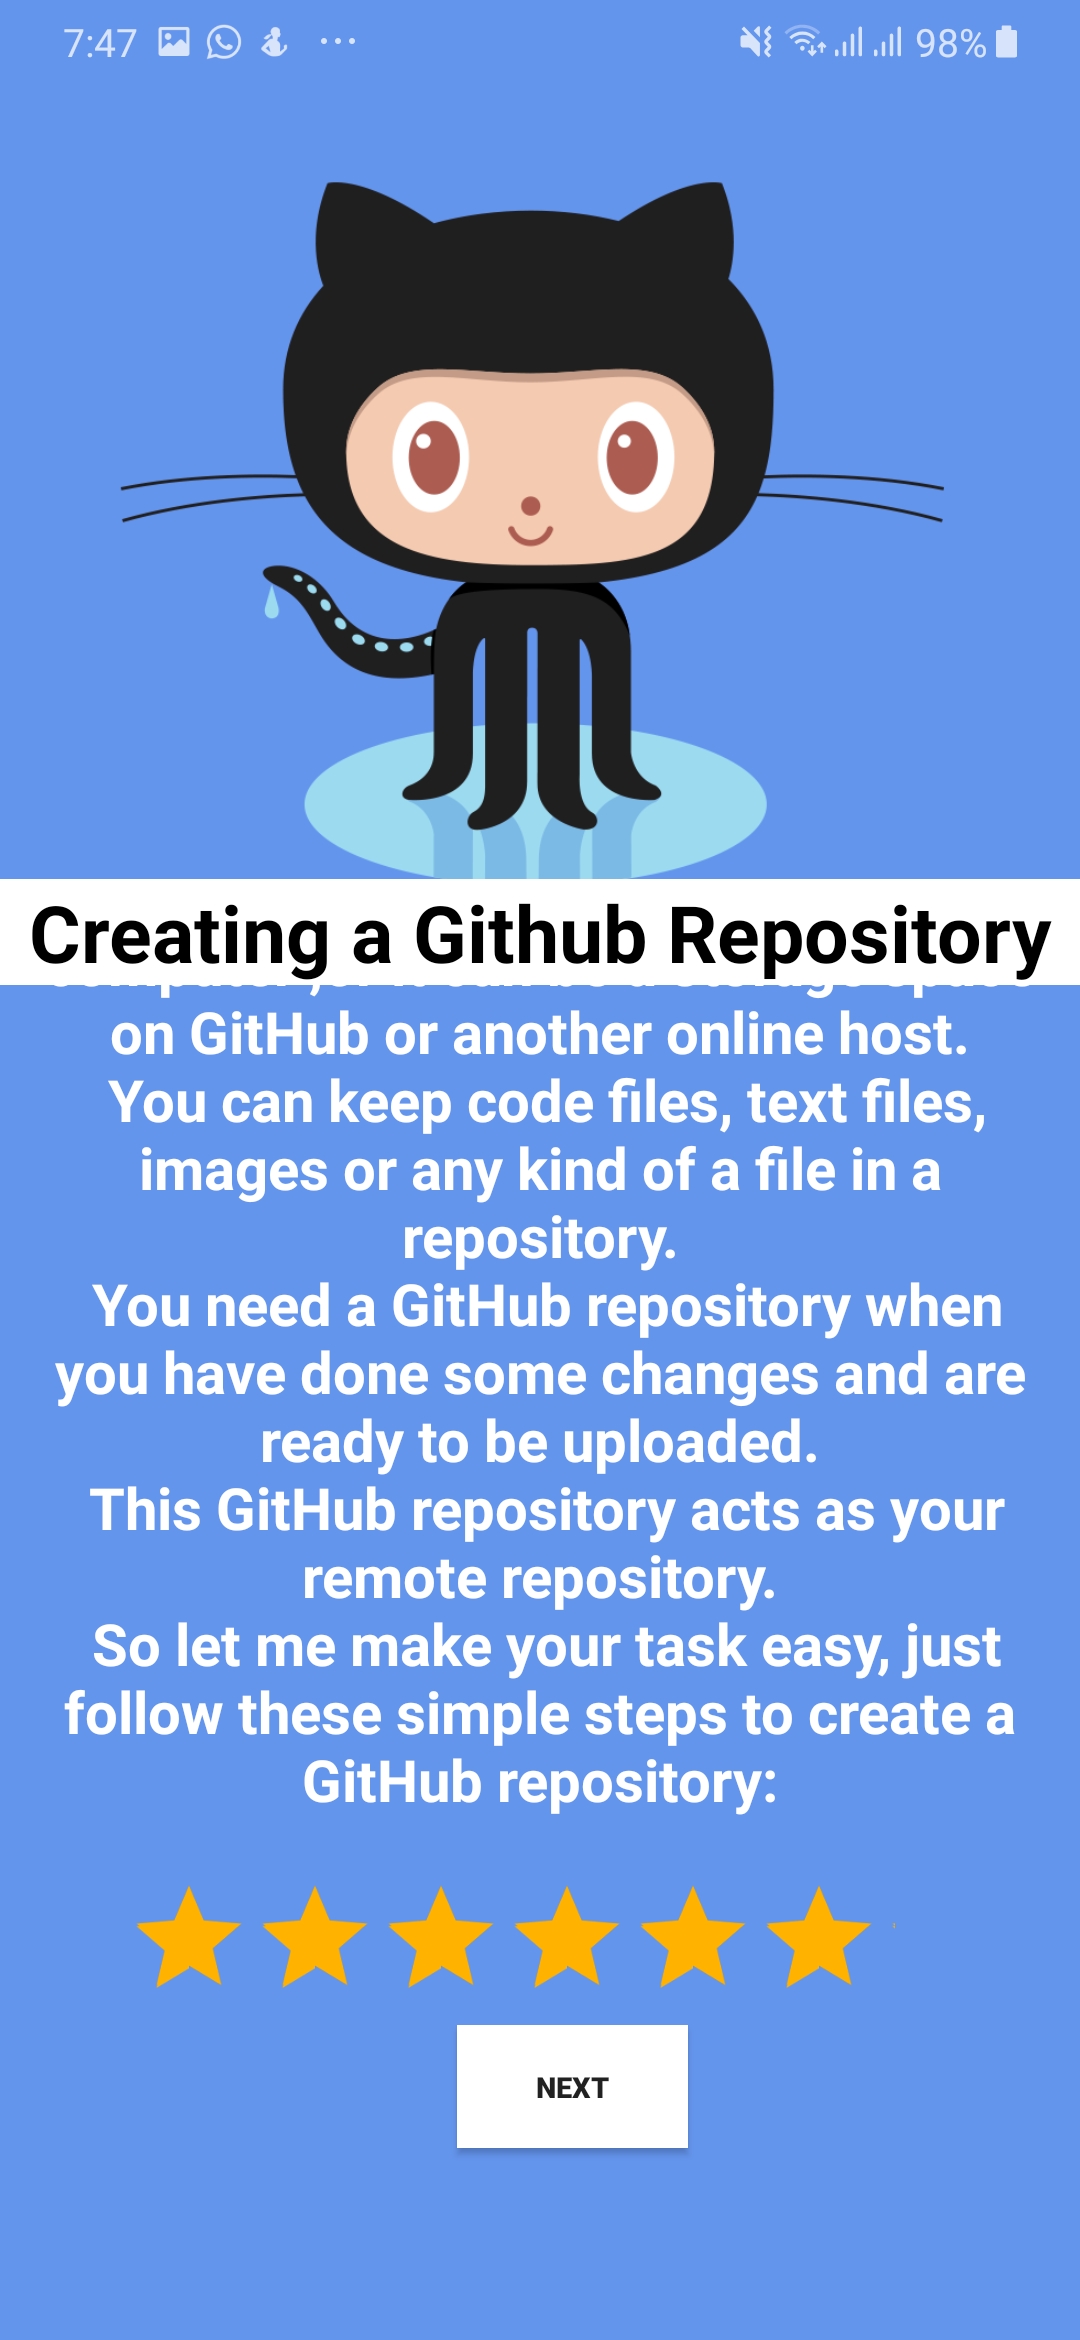 7:47
98%
Creating a Github Repository
on GitHub or another online host.
You can keep code files, text files,
images or any kind of a file in a
repository.
You need a GitHub repository when
you have done some changes and are
ready to be uploaded.
This GitHub repository acts as your
remote repository.
So let me make your task easy, just
follow these simple steps to create a
GitHub repository:
NEXT